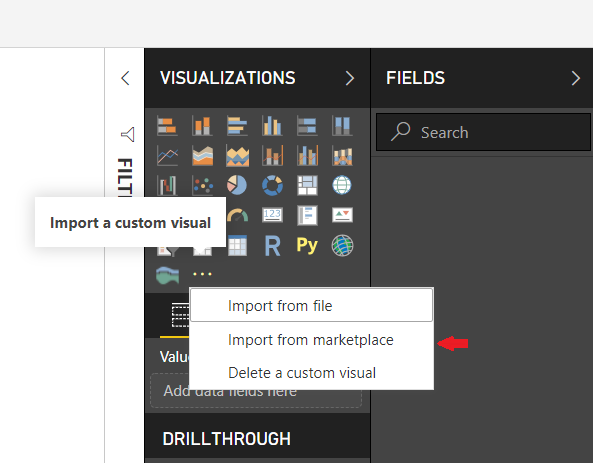 VISUALIZATIONS
FIELDS
Search
FILT
Import a custom visual
123
R
Py
...
Import from file
Import from marketplace
Delete a custom visual
Valu
Add data fields here
DRILLTHROUGH